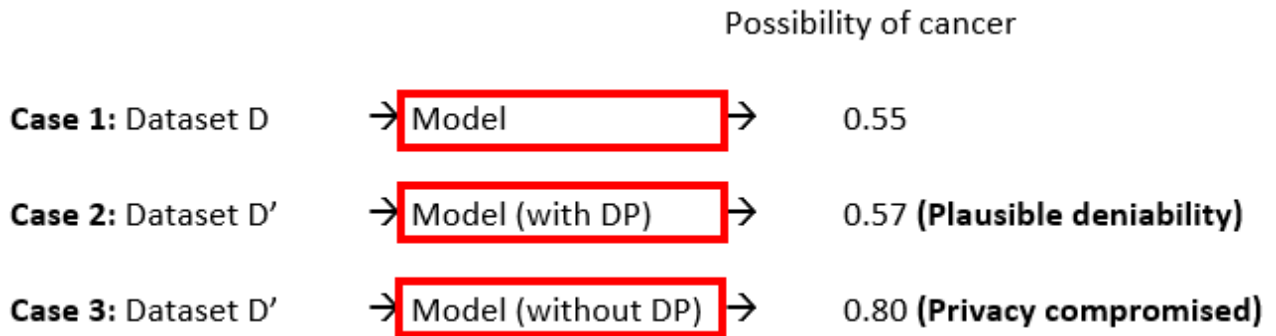 Possibility of cancer
Case 1: Dataset D → Model → 0.55
Case 2: Dataset D’ → Model (with DP) → 0.57 (Plausible deniability)
Case 3: Dataset D’ → Model (without DP) → 0.80 (Privacy compromised)